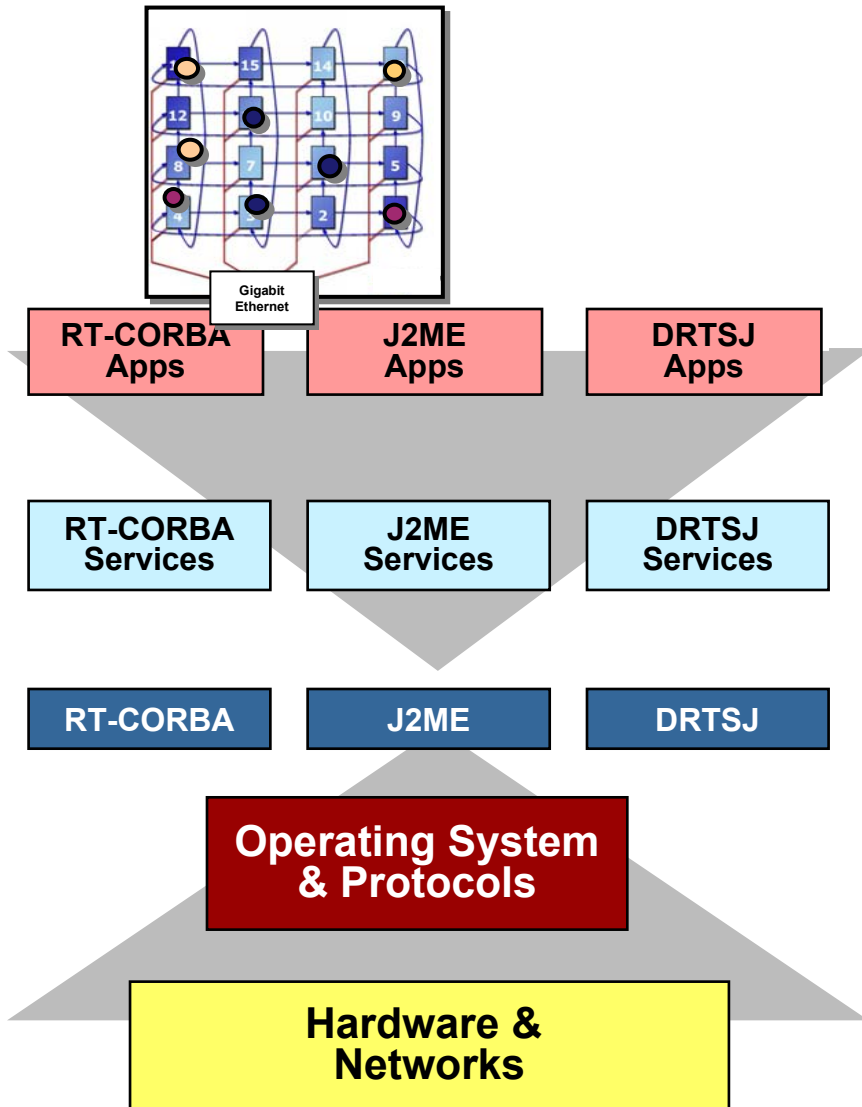 15
14
12
10
9
8
7
5
4
2
Gigabit
Ethernet
RT-CORBA
Apps
J2ME
Apps
DRTSJ
Apps
RT-CORBA
Services
J2ME
Services
DRTSJ
Services
RT-CORBA
J2ME
DRTSJ
Operating System
& Protocols
Hardware &
Networks